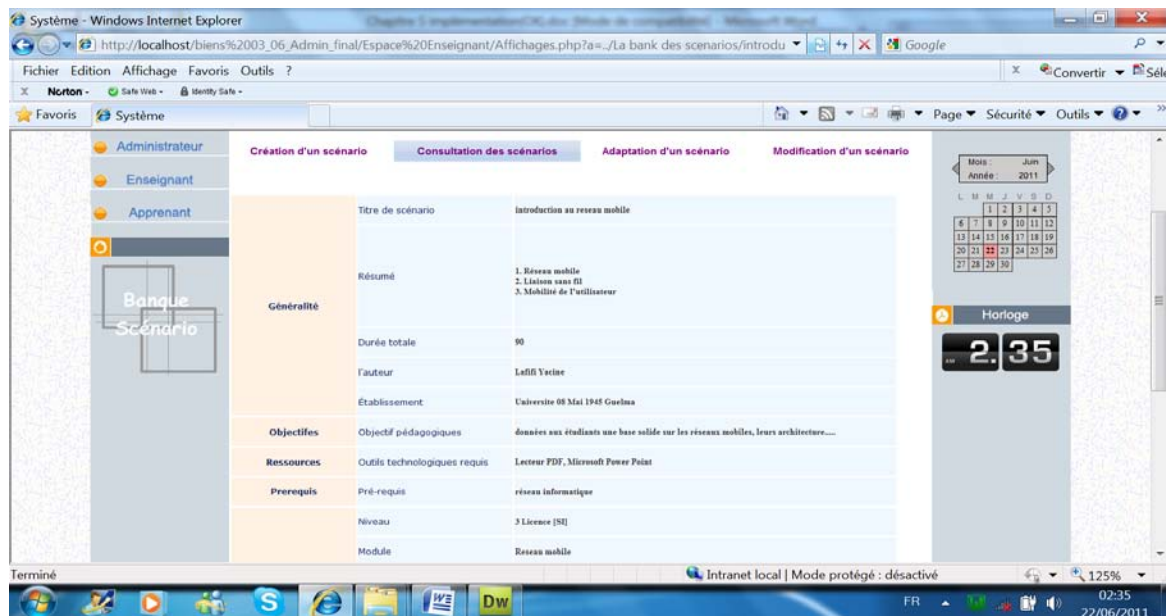 Système - Windows Internet Explorer
http://localhost/biens%2003_06_Admin_final/Espace%20Enseignant/Affichages.php?a=../La bank des scenarios/introdu
Google
Fichier Edition Affichage Favoris Outils ?
x Convertir Séle
X Norton - Safe Web - Identity Safe -
Favoris Système Page Sécurité Outils
Administrateur
Enseignant
Apprenant
Banque
Scénario
Création d'un scénario Consultation des scénarios Adaptation d'un scénario Modification d'un scénario
Généralité
Titre de scénario introduction au reseau mobile
Résumé
1. Réseau mobile
2. Liaison sans fil
3. Mobilité de l'utilisateur
Durée totale 90
l'auteur Lafifi Yacine
Établissement Universite 08 Mai 1945 Guelma
Objectifes Objectif pédagogiques données aux étudiants une base solide sur les réseaux mobiles, leurs architecture.....
Ressources Outils technologiques requis Lecteur PDF, Microsoft Power Point
Prerequis Pré-requis réseau informatique
Niveau 3 Licence [SI]
Module Reseau mobile
Mois : Juin
Année : 2011
L M M J V S D
1 2 3 4 5
6 7 8 9 10 11 12
13 14 15 16 17 18 19
20 21 22 23 24 25 26
27 28 29 30
Horloge
AM 2.35
Terminé Intranet local | Mode protégé : désactivé 125%
Dw FR 02:35
22/06/2011